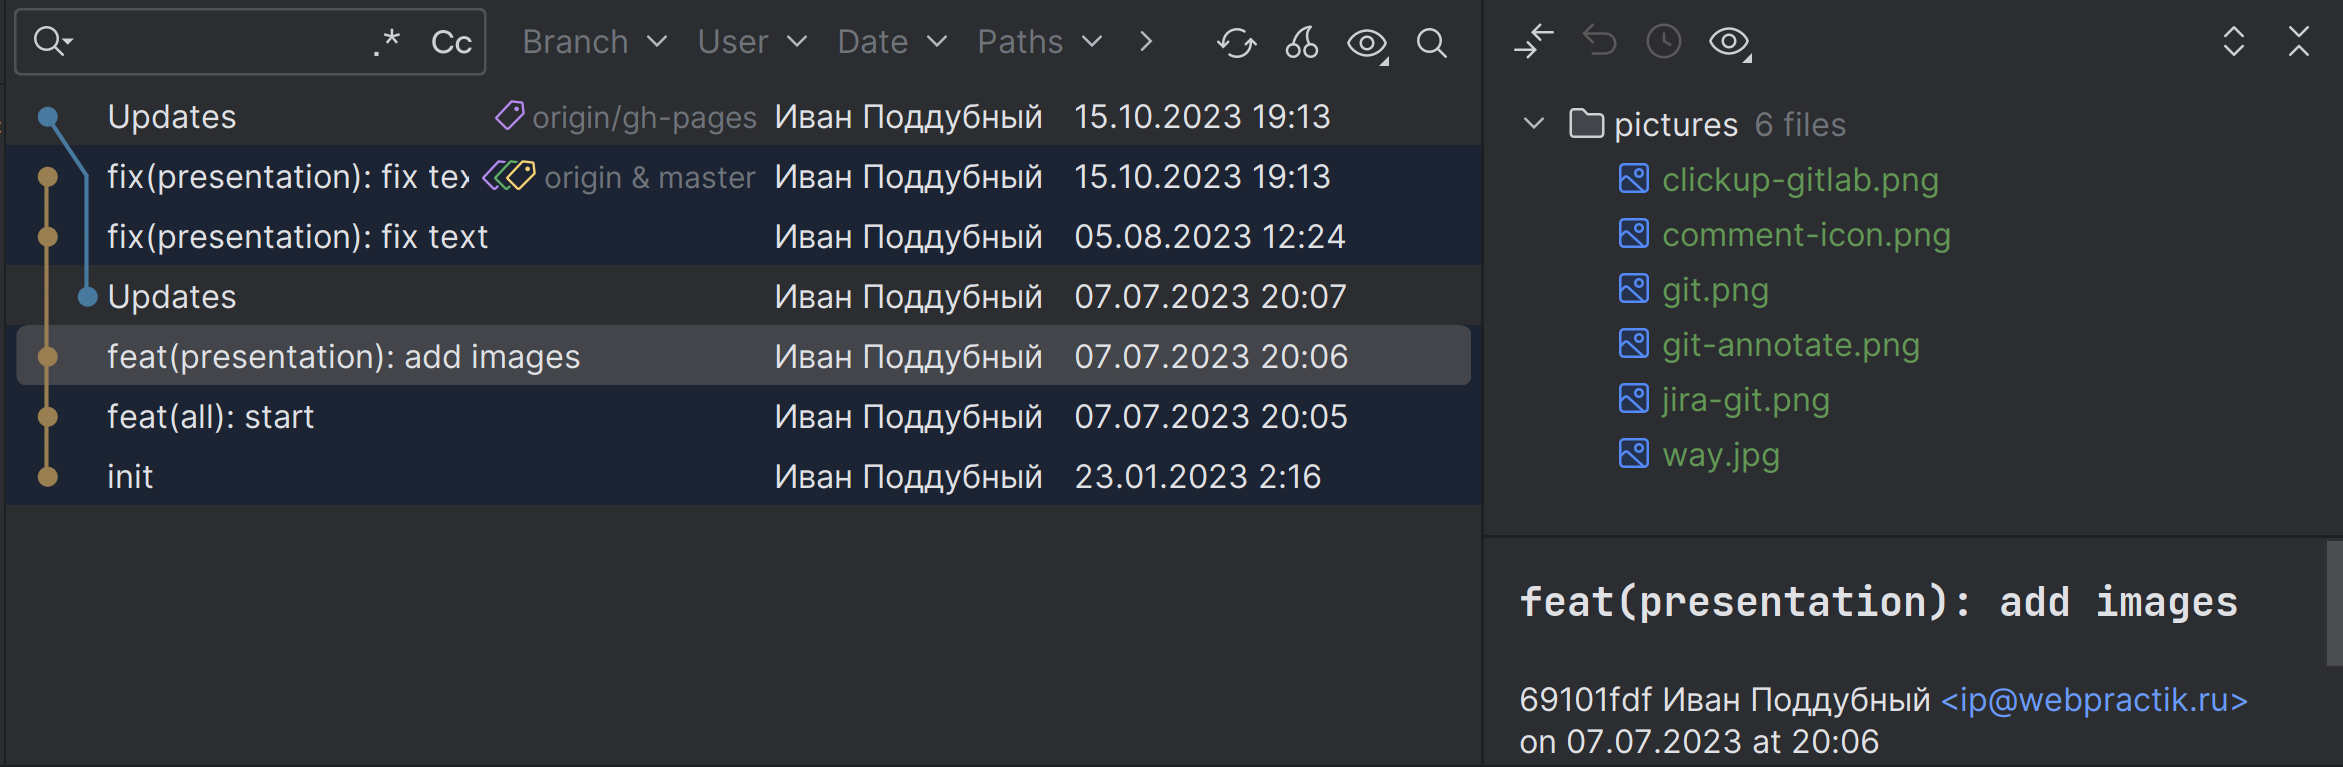 .* Cc Branch User Date Paths
Updates origin/gh-pages Иван Поддубный 15.10.2023 19:13
fix(presentation): fix tex origin & master Иван Поддубный 15.10.2023 19:13
fix(presentation): fix text Иван Поддубный 05.08.2023 12:24
Updates Иван Поддубный 07.07.2023 20:07
feat(presentation): add images Иван Поддубный 07.07.2023 20:06
feat(all): start Иван Поддубный 07.07.2023 20:05
init Иван Поддубный 23.01.2023 2:16
pictures 6 files
clickup-gitlab.png
comment-icon.png
git.png
git-annotate.png
jira-git.png
way.jpg
feat(presentation): add images
69101fdf Иван Поддубный <ip@webpractik.ru>
on 07.07.2023 at 20:06